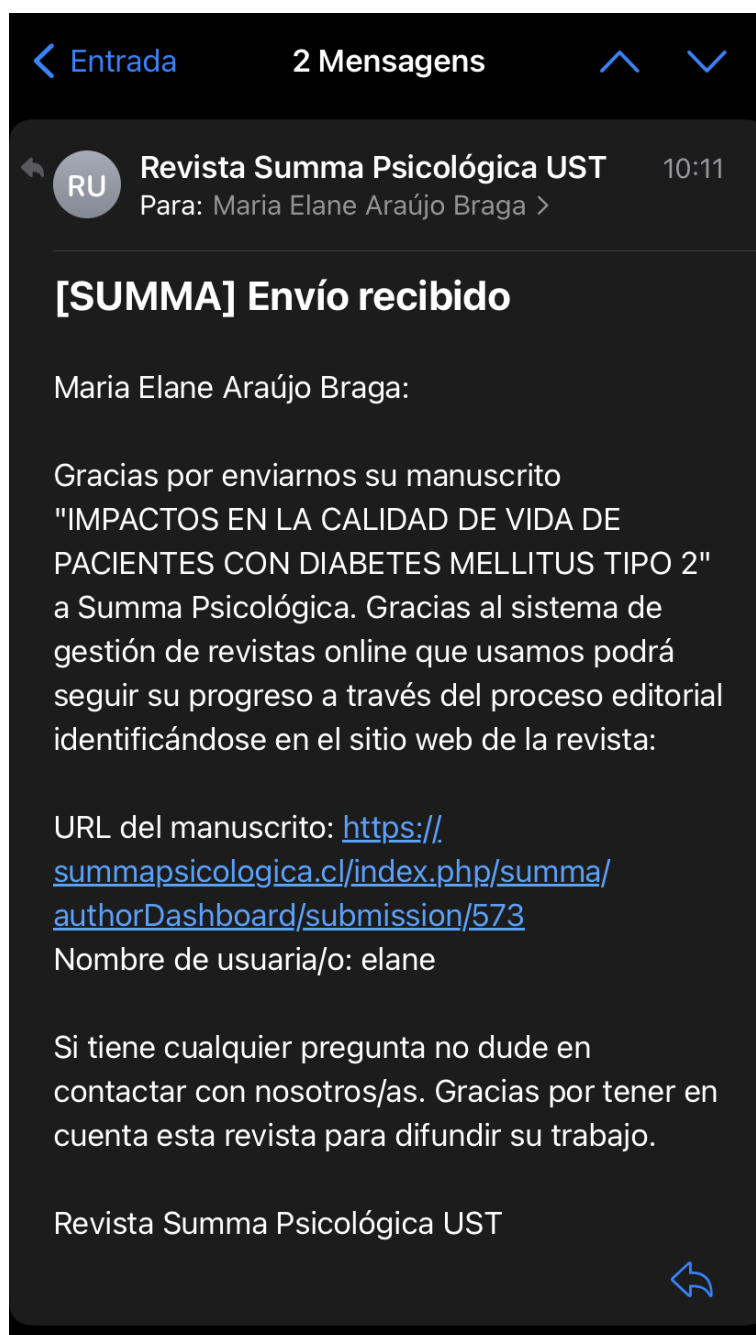 Entrada
2 Mensagens
RU
Revista Summa Psicológica UST
10:11
Para: Maria Elane Araújo Braga >
[SUMMA] Envío recibido
Maria Elane Araújo Braga:
Gracias por enviarnos su manuscrito
"IMPACTOS EN LA CALIDAD DE VIDA DE
PACIENTES CON DIABETES MELLITUS TIPO 2"
a Summa Psicológica. Gracias al sistema de
gestión de revistas online que usamos podrá
seguir su progreso a través del proceso editorial
identificándose en el sitio web de la revista:
URL del manuscrito: https://
summapsicologica.cl/index.php/summa/
authorDashboard/submission/573
Nombre de usuaria/o: elane
Si tiene cualquier pregunta no dude en
contactar con nosotros/as. Gracias por tener en
cuenta esta revista para difundir su trabajo.
Revista Summa Psicológica UST